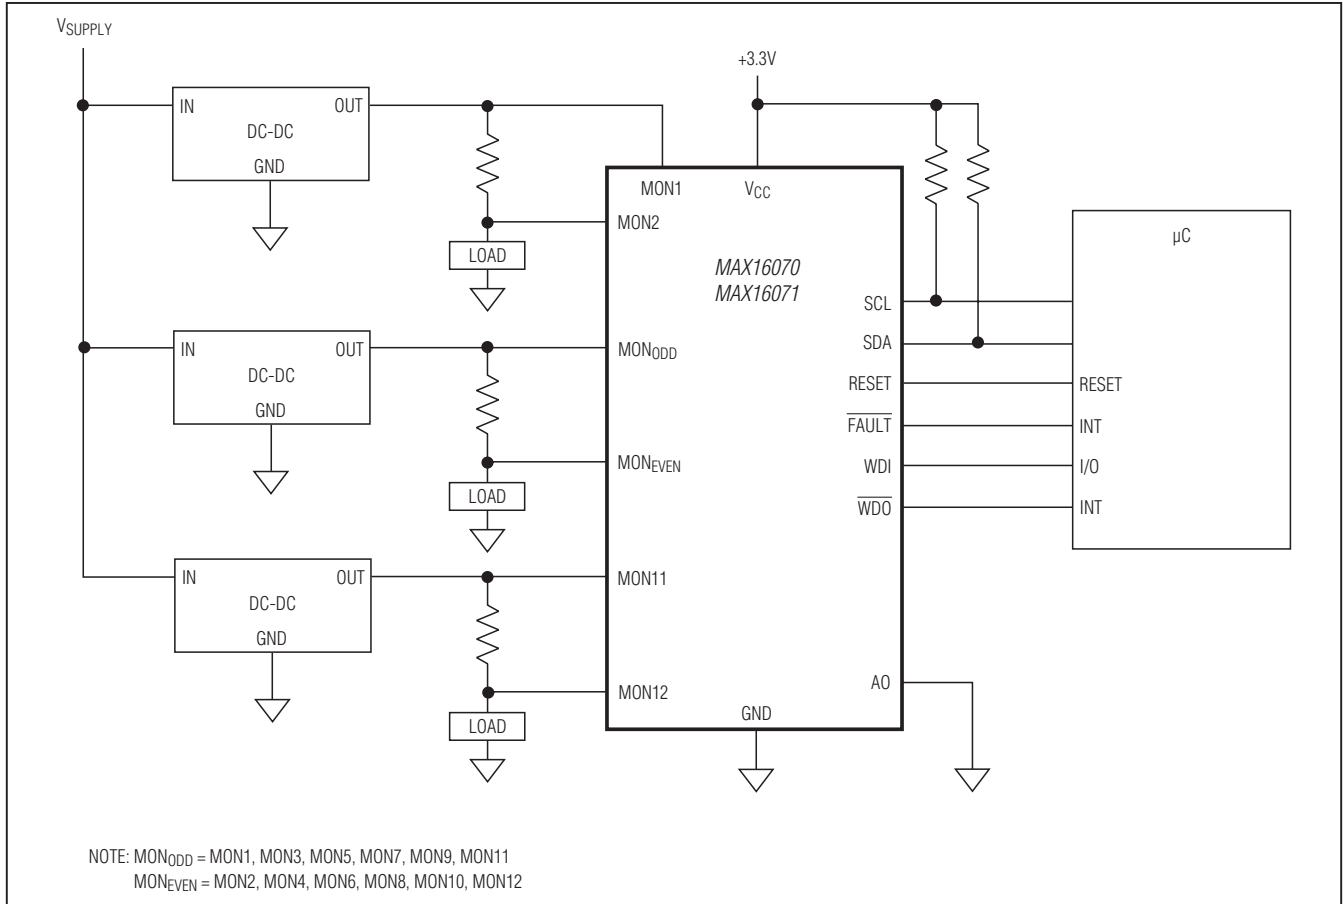 VSUPPLY
+3.3V
IN OUT
DC-DC
GND
MON1 VCC
MON2
LOAD
MAX16070
MAX16071
µC
SCL
SDA
IN OUT
DC-DC
GND
MONODD
RESET RESET
FAULT INT
MONEVEN
WDI I/O
LOAD
WDO INT
IN OUT
DC-DC
GND
MON11
MON12
LOAD
A0
GND
NOTE: MONODD = MON1, MON3, MON5, MON7, MON9, MON11
MONEVEN = MON2, MON4, MON6, MON8, MON10, MON12